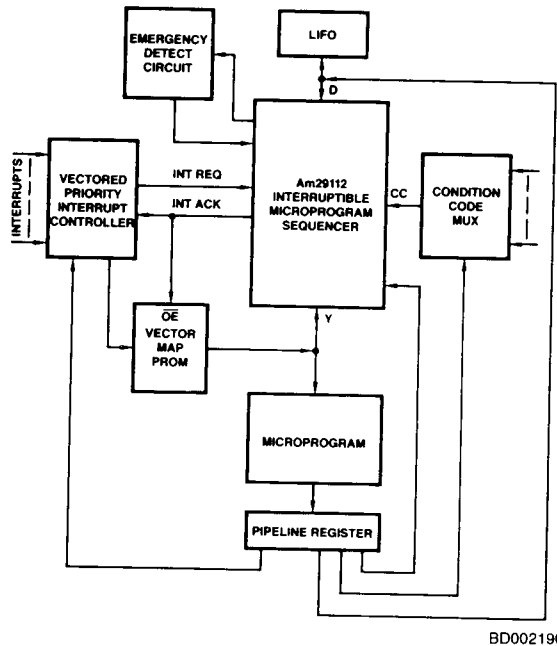 EMERGENCY
DETECT
CIRCUIT
LIFO
D
INTERRUPTS
VECTORED
PRIORITY
INTERRUPT
CONTROLLER
INT REQ
INT ACK
Am29112
INTERRUPTIBLE
MICROPROGRAM
SEQUENCER
CC
CONDITION
CODE
MUX
OE
VECTOR
MAP
PROM
Y
MICROPROGRAM
PIPELINE REGISTER